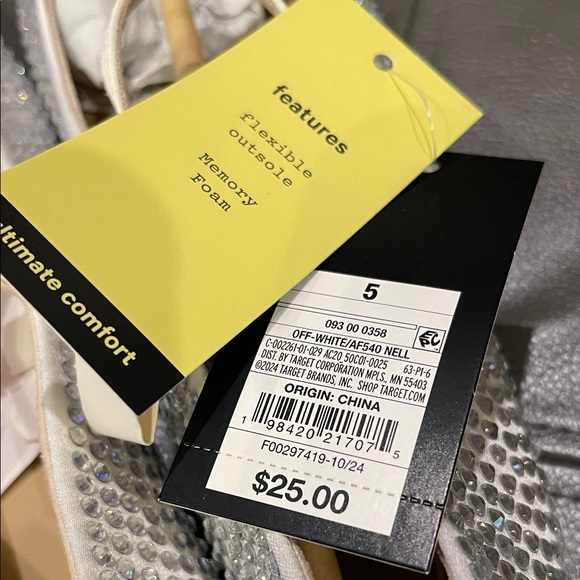 features
flexible
outsole
Memory
Foam
ultimate comfort
5
093 00 0358
OFF-WHITE/AF540 NELL
C-002261-01-029 AC20 50C01-0025 63-P1-6
DIST. BY TARGET CORPORATION MPLS. MN 55403
©2024 TARGET BRANDS, INC. SHOP TARGET.COM
ORIGIN: CHINA
1 98420 21707 5
F00297419-10/24
$25.00